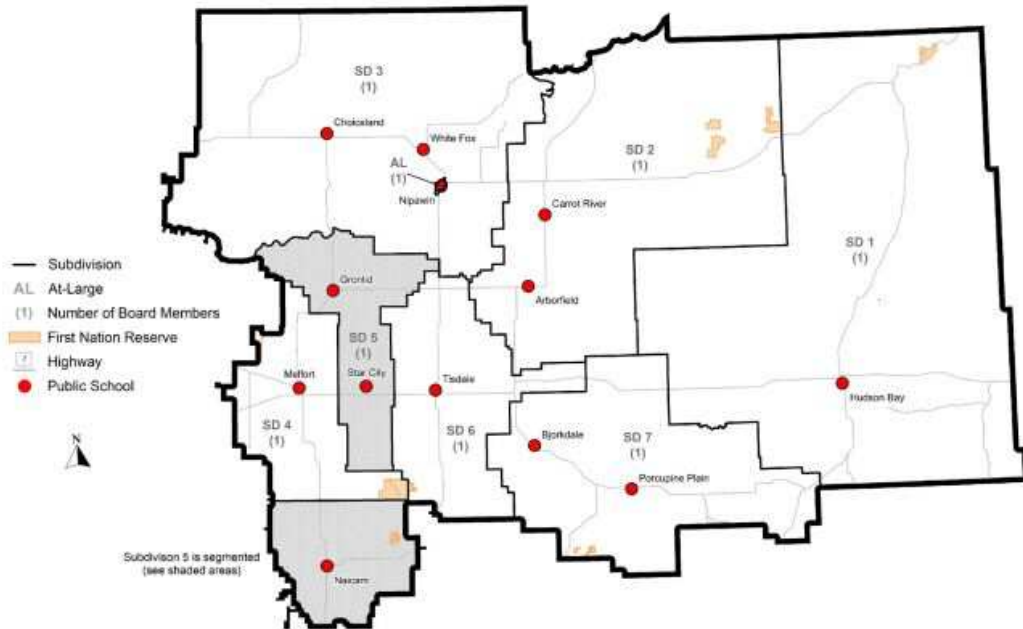 SD 3
(1)
Choiceland
White Fox
AL
(1)
Nipawin
SD 2
(1)
Carrot River
SD 1
(1)
Subdivision
AL At-Large
(1) Number of Board Members
First Nation Reserve
Highway
Public School
Gronlid
Arborfield
SD 5
(1)
Melfort
Star City
Tisdale
Hudson Bay
N
SD 4
(1)
SD 6
(1)
Bjorkdale
SD 7
(1)
Porcupine Plain
Subdivison 5 is segmented
(see shaded areas)
Naicam